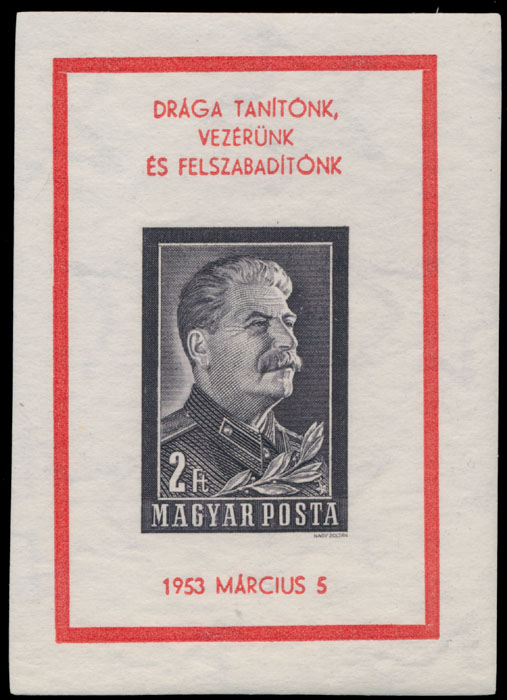 DRÁGA TANÍTÓNK,
VEZÉRÜNK
ÉS FELSZABADÍTÓNK
2 Ft
MAGYAR POSTA
NAGY ZOLTÁN
1953 MÁRCIUS 5